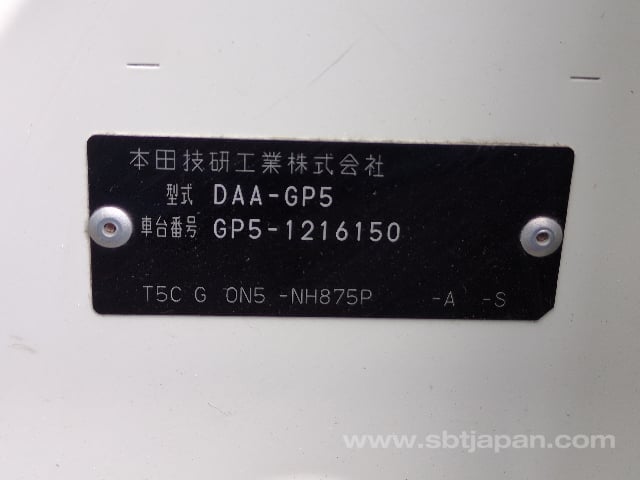 本田技研工業株式会社
型式 DAA-GP5
車台番号 GP5-1216150
T5C G ON5 -NH875P -A -S
www.sbtjapan.com